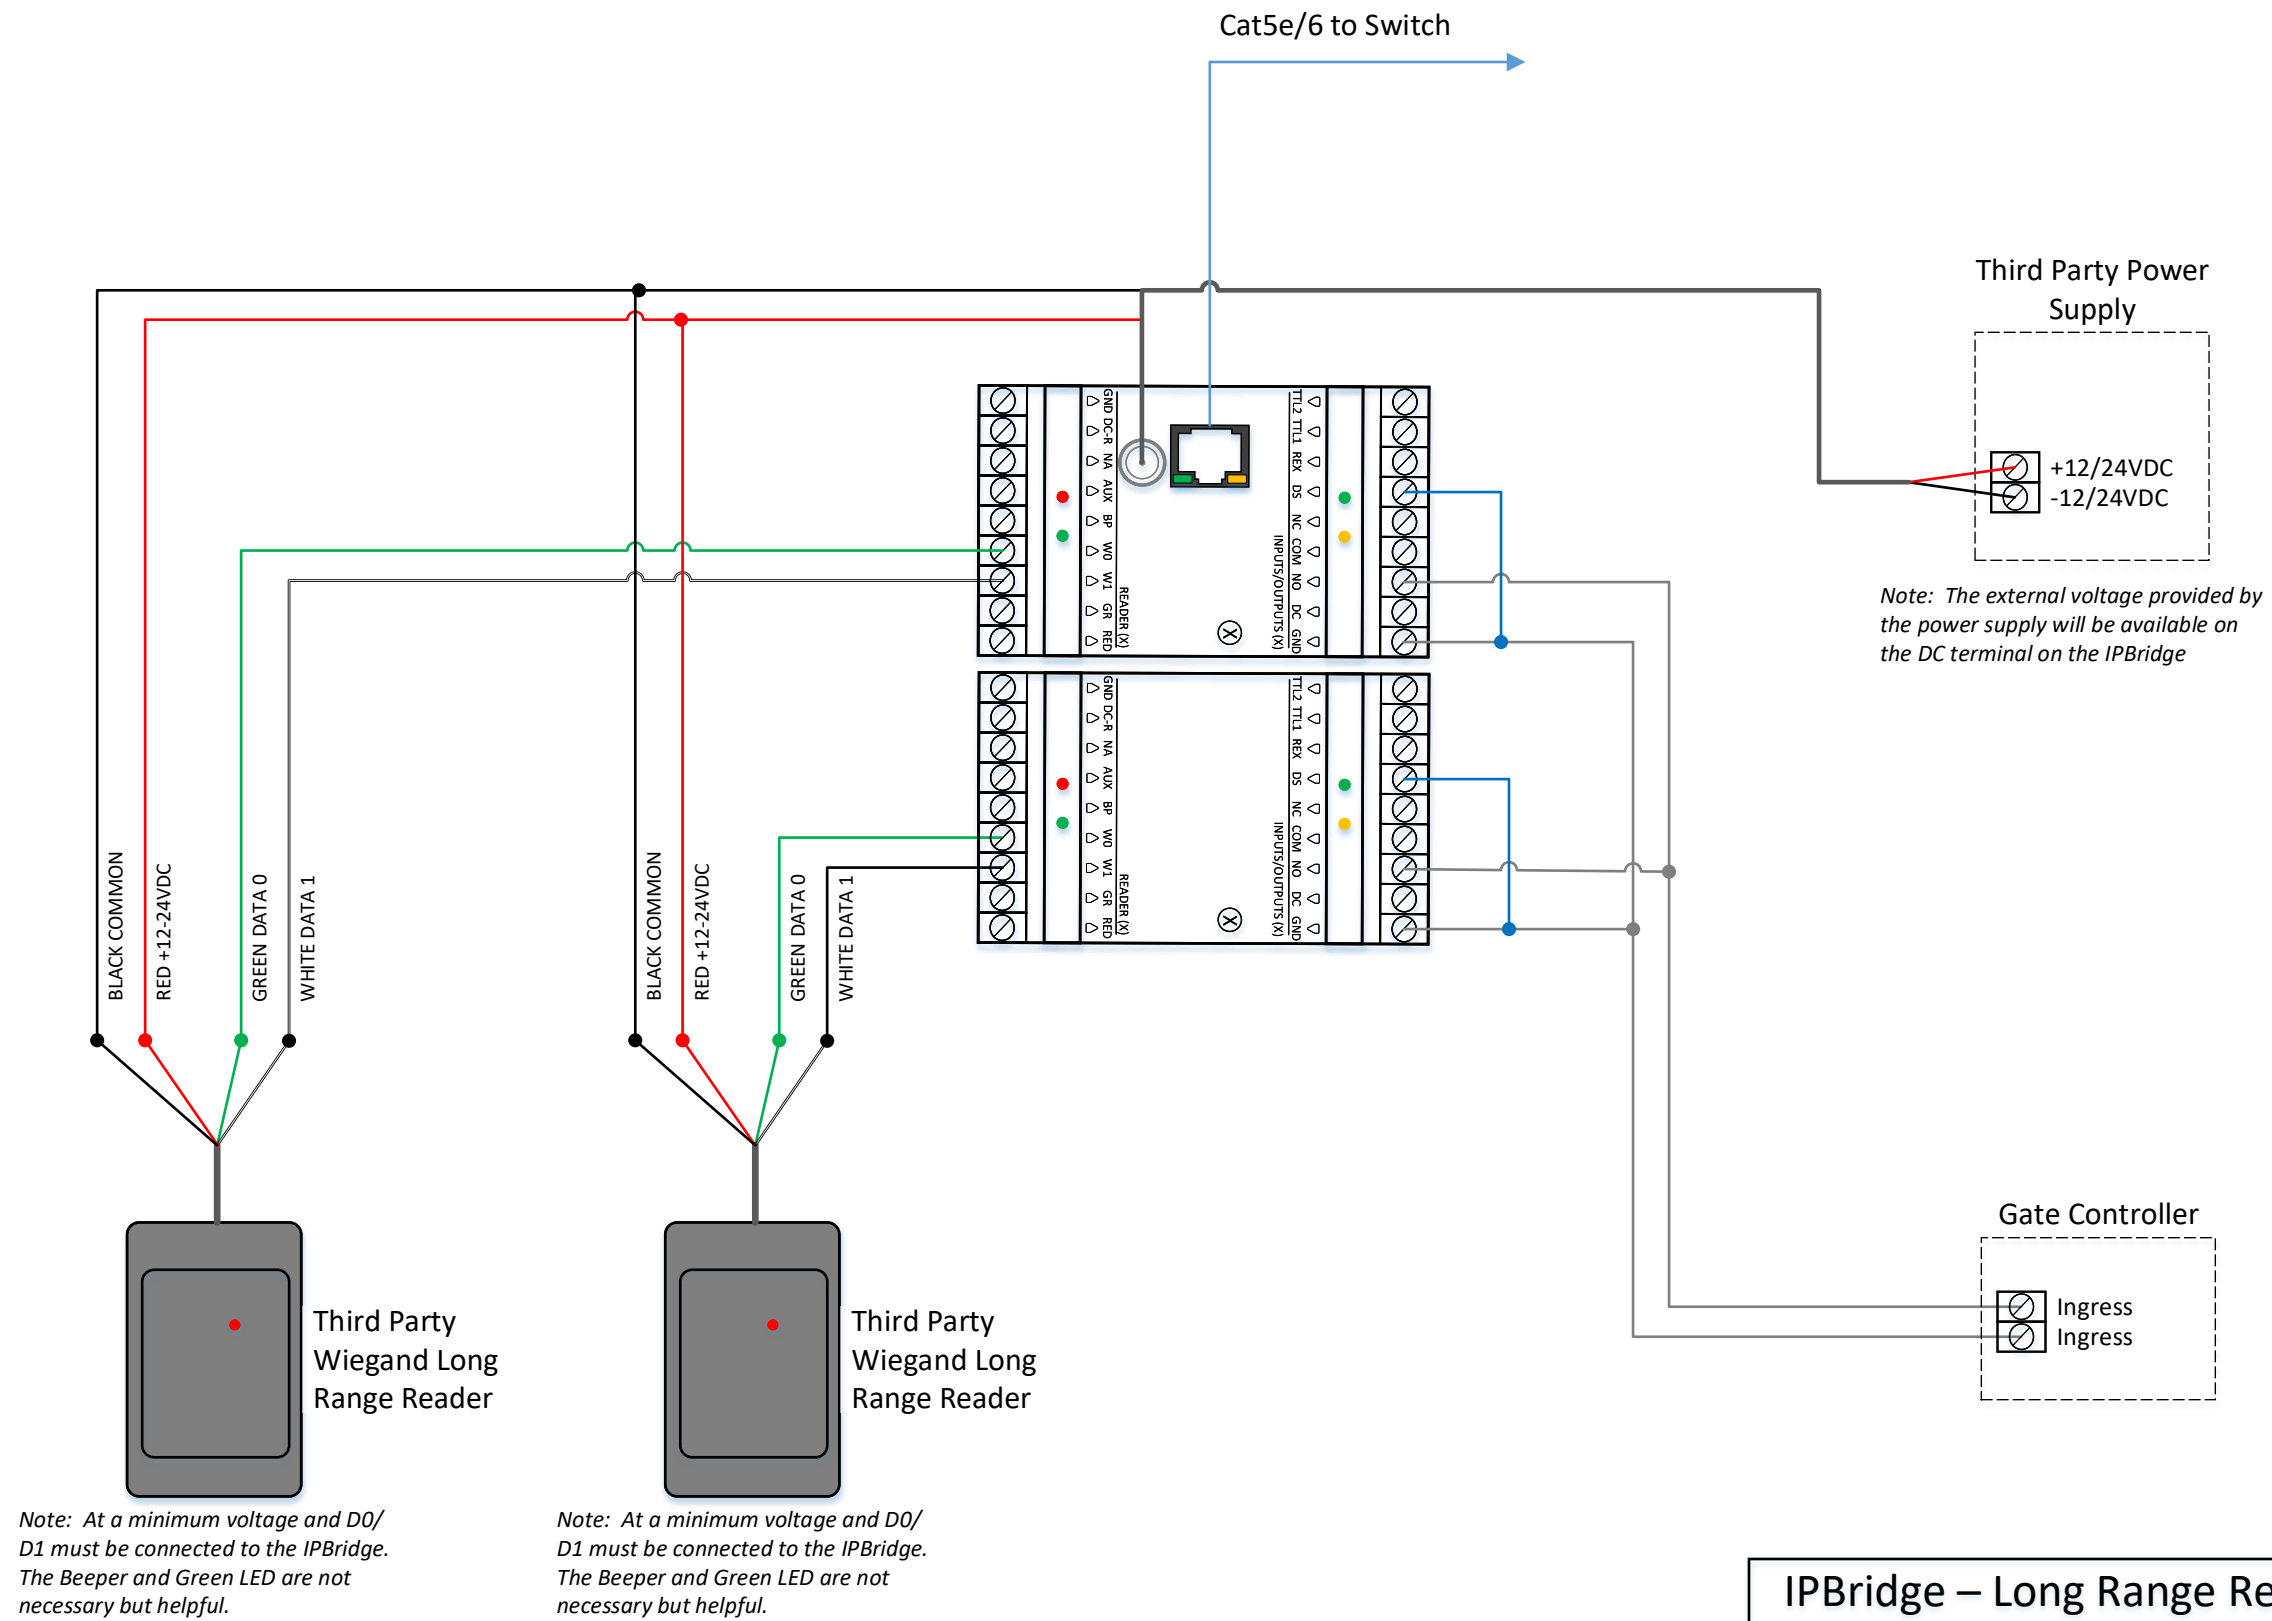 Cat5e/6 to Switch
Third Party Power
Supply
+12/24VDC
-12/24VDC
Note:  The external voltage provided by
the power supply will be available on
the DC terminal on the IPBridge
GND DC-R NA AUX BP W0 W1 GR RED
READER (X)
TTL2 TTL1 REX DS NC COM NO DC GND
INPUTS/OUTPUTS (X)
GND DC-R NA AUX BP W0 W1 GR RED
READER (X)
TTL2 TTL1 REX DS NC COM NO DC GND
INPUTS/OUTPUTS (X)
BLACK COMMON
RED +12-24VDC
GREEN DATA 0
WHITE DATA 1
BLACK COMMON
RED +12-24VDC
GREEN DATA 0
WHITE DATA 1
Gate Controller
Ingress
Ingress
Third Party
Wiegand Long
Range Reader
Third Party
Wiegand Long
Range Reader
Note:  At a minimum voltage and D0/
D1 must be connected to the IPBridge.
The Beeper and Green LED are not
necessary but helpful.
Note:  At a minimum voltage and D0/
D1 must be connected to the IPBridge.
The Beeper and Green LED are not
necessary but helpful.
IPBridge – Long Range Re